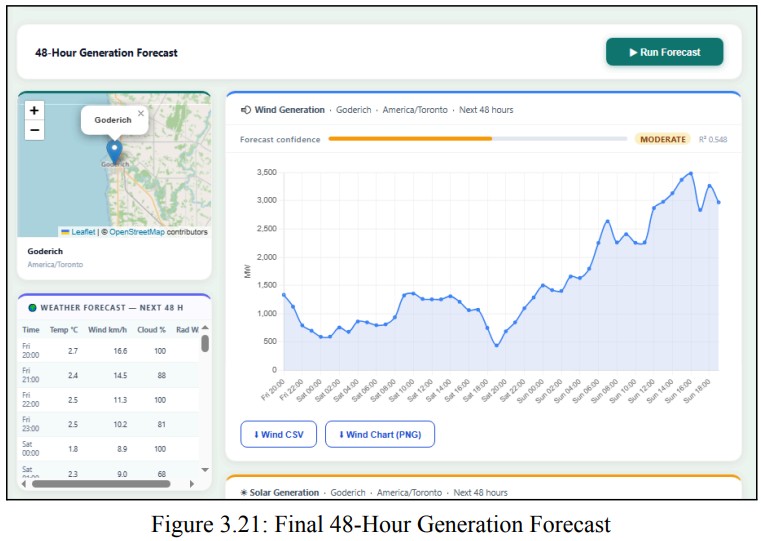 48-Hour Generation Forecast
▶ Run Forecast
+
−
Goderich
×
Goderich
Leaflet | © OpenStreetMap contributors
Goderich
America/Toronto
WEATHER FORECAST — NEXT 48 H
Time Temp °C Wind km/h Cloud % Rad W
Fri 20:00 2.7 16.6 100
Fri 21:00 2.4 14.5 88
Fri 22:00 2.5 11.3 100
Fri 23:00 2.5 10.2 81
Sat 00:00 1.8 8.9 100
Sat 01:00 2.3 9.0 68
Wind Generation · Goderich · America/Toronto · Next 48 hours
Forecast confidence MODERATE R² 0.548
3,500
3,000
2,500
2,000
1,500
1,000
500
0
MW
Fri 20:00 Fri 22:00 Sat 00:00 Sat 02:00 Sat 04:00 Sat 06:00 Sat 08:00 Sat 10:00 Sat 12:00 Sat 14:00 Sat 16:00 Sat 18:00 Sat 20:00 Sat 22:00 Sun 00:00 Sun 02:00 Sun 04:00 Sun 06:00 Sun 08:00 Sun 10:00 Sun 12:00 Sun 14:00 Sun 16:00 Sun 18:00
⬇ Wind CSV
⬇ Wind Chart (PNG)
☀ Solar Generation · Goderich · America/Toronto · Next 48 hours
Figure 3.21: Final 48-Hour Generation Forecast